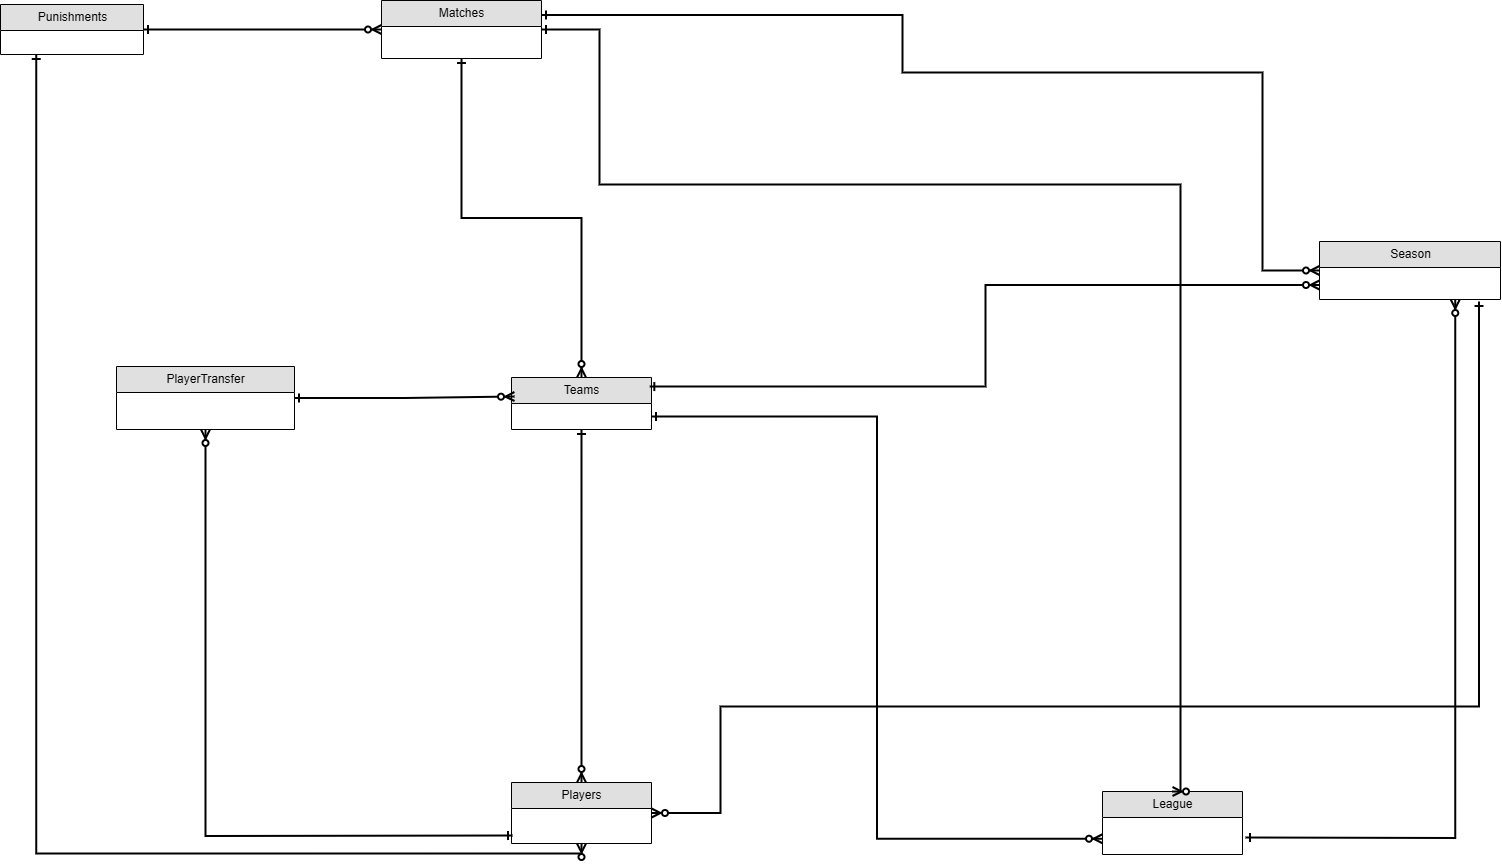 Punishments
Matches
Season
PlayerTransfer
Teams
Players
League